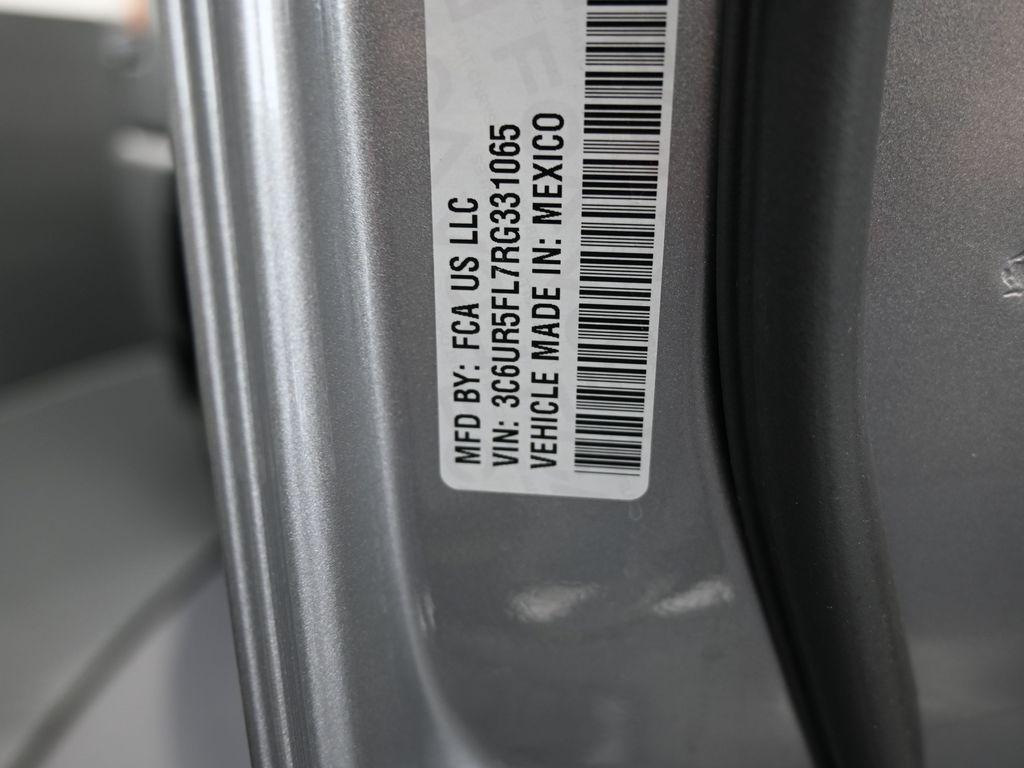 MFD BY: FCA US LLC
VIN: 3C6UR5FL7RG331065
VEHICLE MADE IN: MEXICO